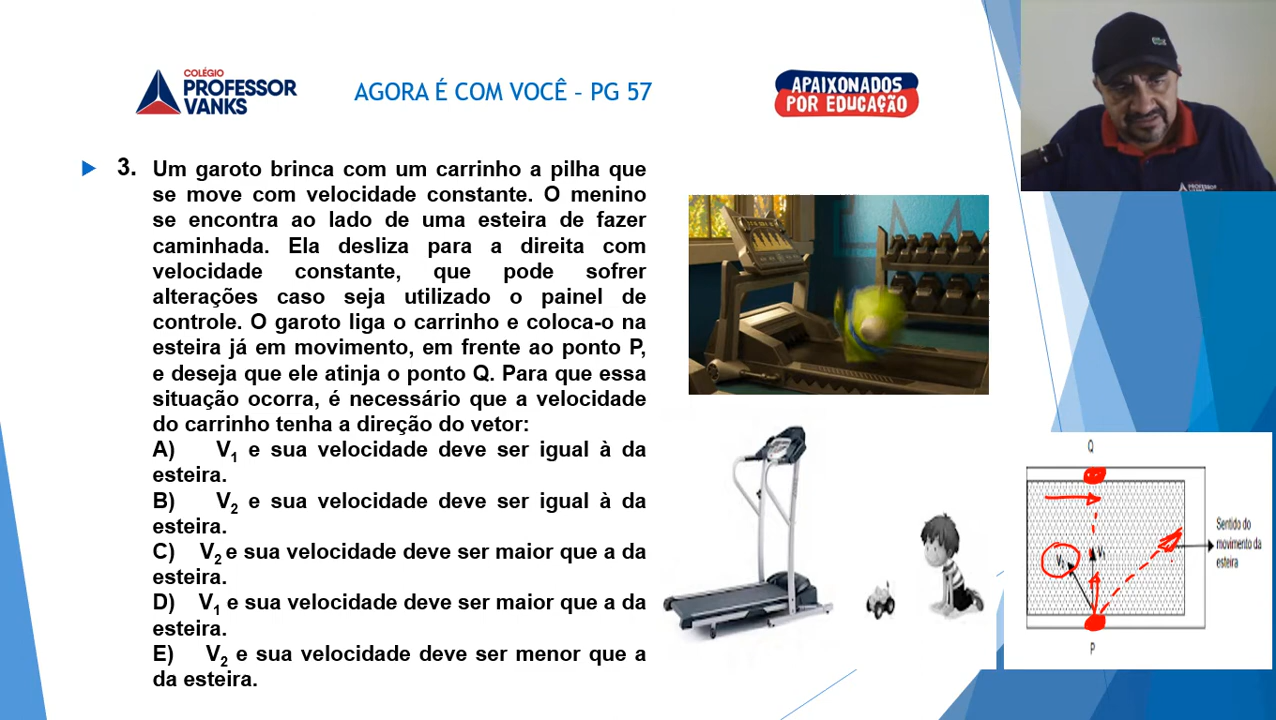 COLÉGIO
PROFESSOR
VANKS
AGORA É COM VOCÊ – PG 57
APAIXONADOS
POR EDUCAÇÃO
3. Um garoto brinca com um carrinho a pilha que
se move com velocidade constante. O menino
se encontra ao lado de uma esteira de fazer
caminhada. Ela desliza para a direita com
velocidade constante, que pode sofrer
alterações caso seja utilizado o painel de
controle. O garoto liga o carrinho e coloca-o na
esteira já em movimento, em frente ao ponto P,
e deseja que ele atinja o ponto Q. Para que essa
situação ocorra, é necessário que a velocidade
do carrinho tenha a direção do vetor:
A) V1 e sua velocidade deve ser igual à da
esteira.
B) V2 e sua velocidade deve ser igual à da
esteira.
C) V2 e sua velocidade deve ser maior que a da
esteira.
D) V1 e sua velocidade deve ser maior que a da
esteira.
E) V2 e sua velocidade deve ser menor que a
da esteira.
Q
V2
V1
Sentido do
movimento da
esteira
P
PROFESSOR